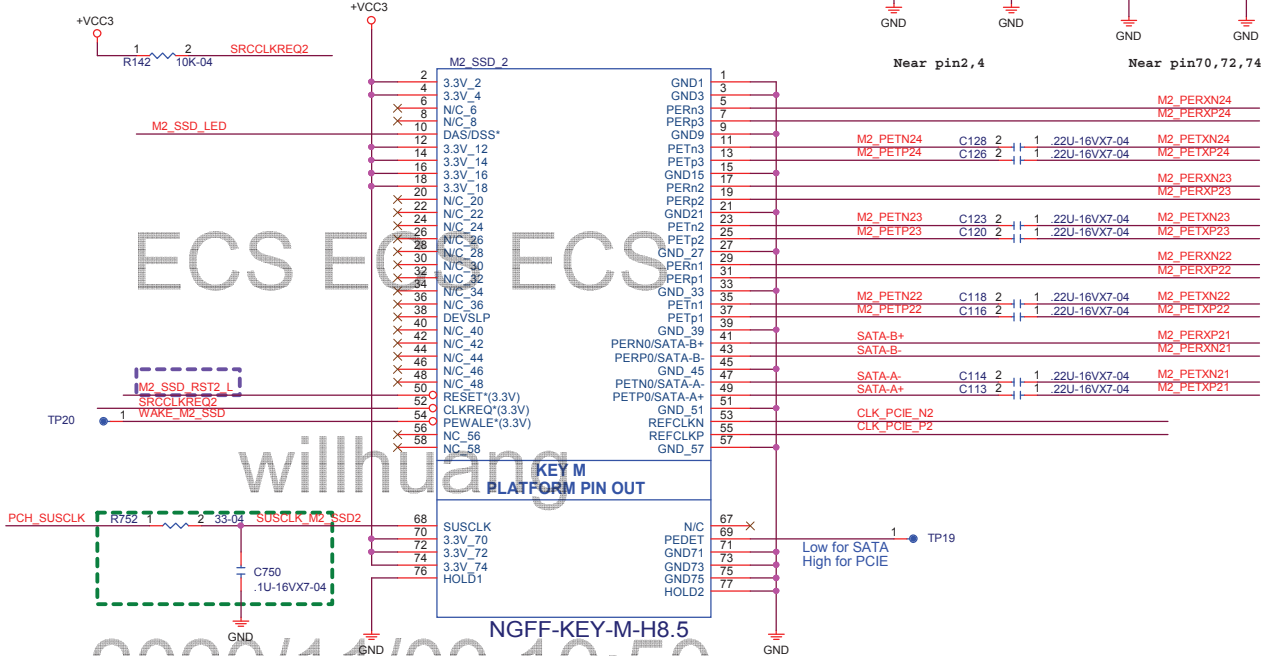 +VCC3
+VCC3
GND GND GND GND
Near pin2,4 Near pin70,72,74
1 2 SRCCLKREQ2
R142 10K-04
M2_SSD_2
2 3.3V_2 GND1 1
4 3.3V_4 GND3 3
6 N/C_6 PERn3 5 M2_PERXN24
8 N/C_8 PERp3 7 M2_PERXP24
M2_SSD_LED 10 DAS/DSS* GND9 9
12 3.3V_12 PETn3 11 M2_PETN24 C128 2 1 .22U-16VX7-04 M2_PETXN24
14 3.3V_14 PETp3 13 M2_PETP24 C126 2 1 .22U-16VX7-04 M2_PETXP24
16 3.3V_16 GND15 15
18 3.3V_18 PERn2 17 M2_PERXN23
20 N/C_20 PERp2 19 M2_PERXP23
22 N/C_22 GND21 21
24 N/C_24 PETn2 23 M2_PETN23 C123 2 1 .22U-16VX7-04 M2_PETXN23
26 N/C_26 PETp2 25 M2_PETP23 C120 2 1 .22U-16VX7-04 M2_PETXP23
28 N/C_28 GND_27 27
ECS ECS ECS
30 N/C_30 PERn1 29 M2_PERXN22
32 N/C_32 PERp1 31 M2_PERXP22
34 N/C_34 GND_33 33
36 N/C_36 PETn1 35 M2_PETN22 C118 2 1 .22U-16VX7-04 M2_PETXN22
38 DEVSLP PETp1 37 M2_PETP22 C116 2 1 .22U-16VX7-04 M2_PETXP22
40 N/C_40 GND_39 39
42 N/C_42 PERN0/SATA-B+ 41 SATA-B+ M2_PERXP21
44 N/C_44 PERP0/SATA-B- 43 SATA-B- M2_PERXN21
46 N/C_46 GND_45 45
48 N/C_48 PETN0/SATA-A- 47 SATA-A- C114 2 1 .22U-16VX7-04 M2_PETXN21
M2_SSD_RST2_L 50 RESET*(3.3V) PETP0/SATA-A+ 49 SATA-A+ C113 2 1 .22U-16VX7-04 M2_PETXP21
SRCCLKREQ2 52 CLKREQ*(3.3V) GND_51 51
TP20 1 WAKE_M2_SSD 54 PEWALE*(3.3V) REFCLKN 53 CLK_PCIE_N2
56 NC_56 REFCLKP 55 CLK_PCIE_P2
58 NC_58 GND_57 57
willhuang
KEY M
PLATFORM PIN OUT
PCH_SUSCLK R752 1 2 33-04 SUSCLK_M2_SSD2 68 SUSCLK N/C 67
70 3.3V_70 PEDET 69 1 TP19
72 3.3V_72 GND71 71 Low for SATA
74 3.3V_74 GND73 73 High for PCIE
76 HOLD1 GND75 75
HOLD2 77
C750
.1U-16VX7-04
GND
NGFF-KEY-M-H8.5
GND GND